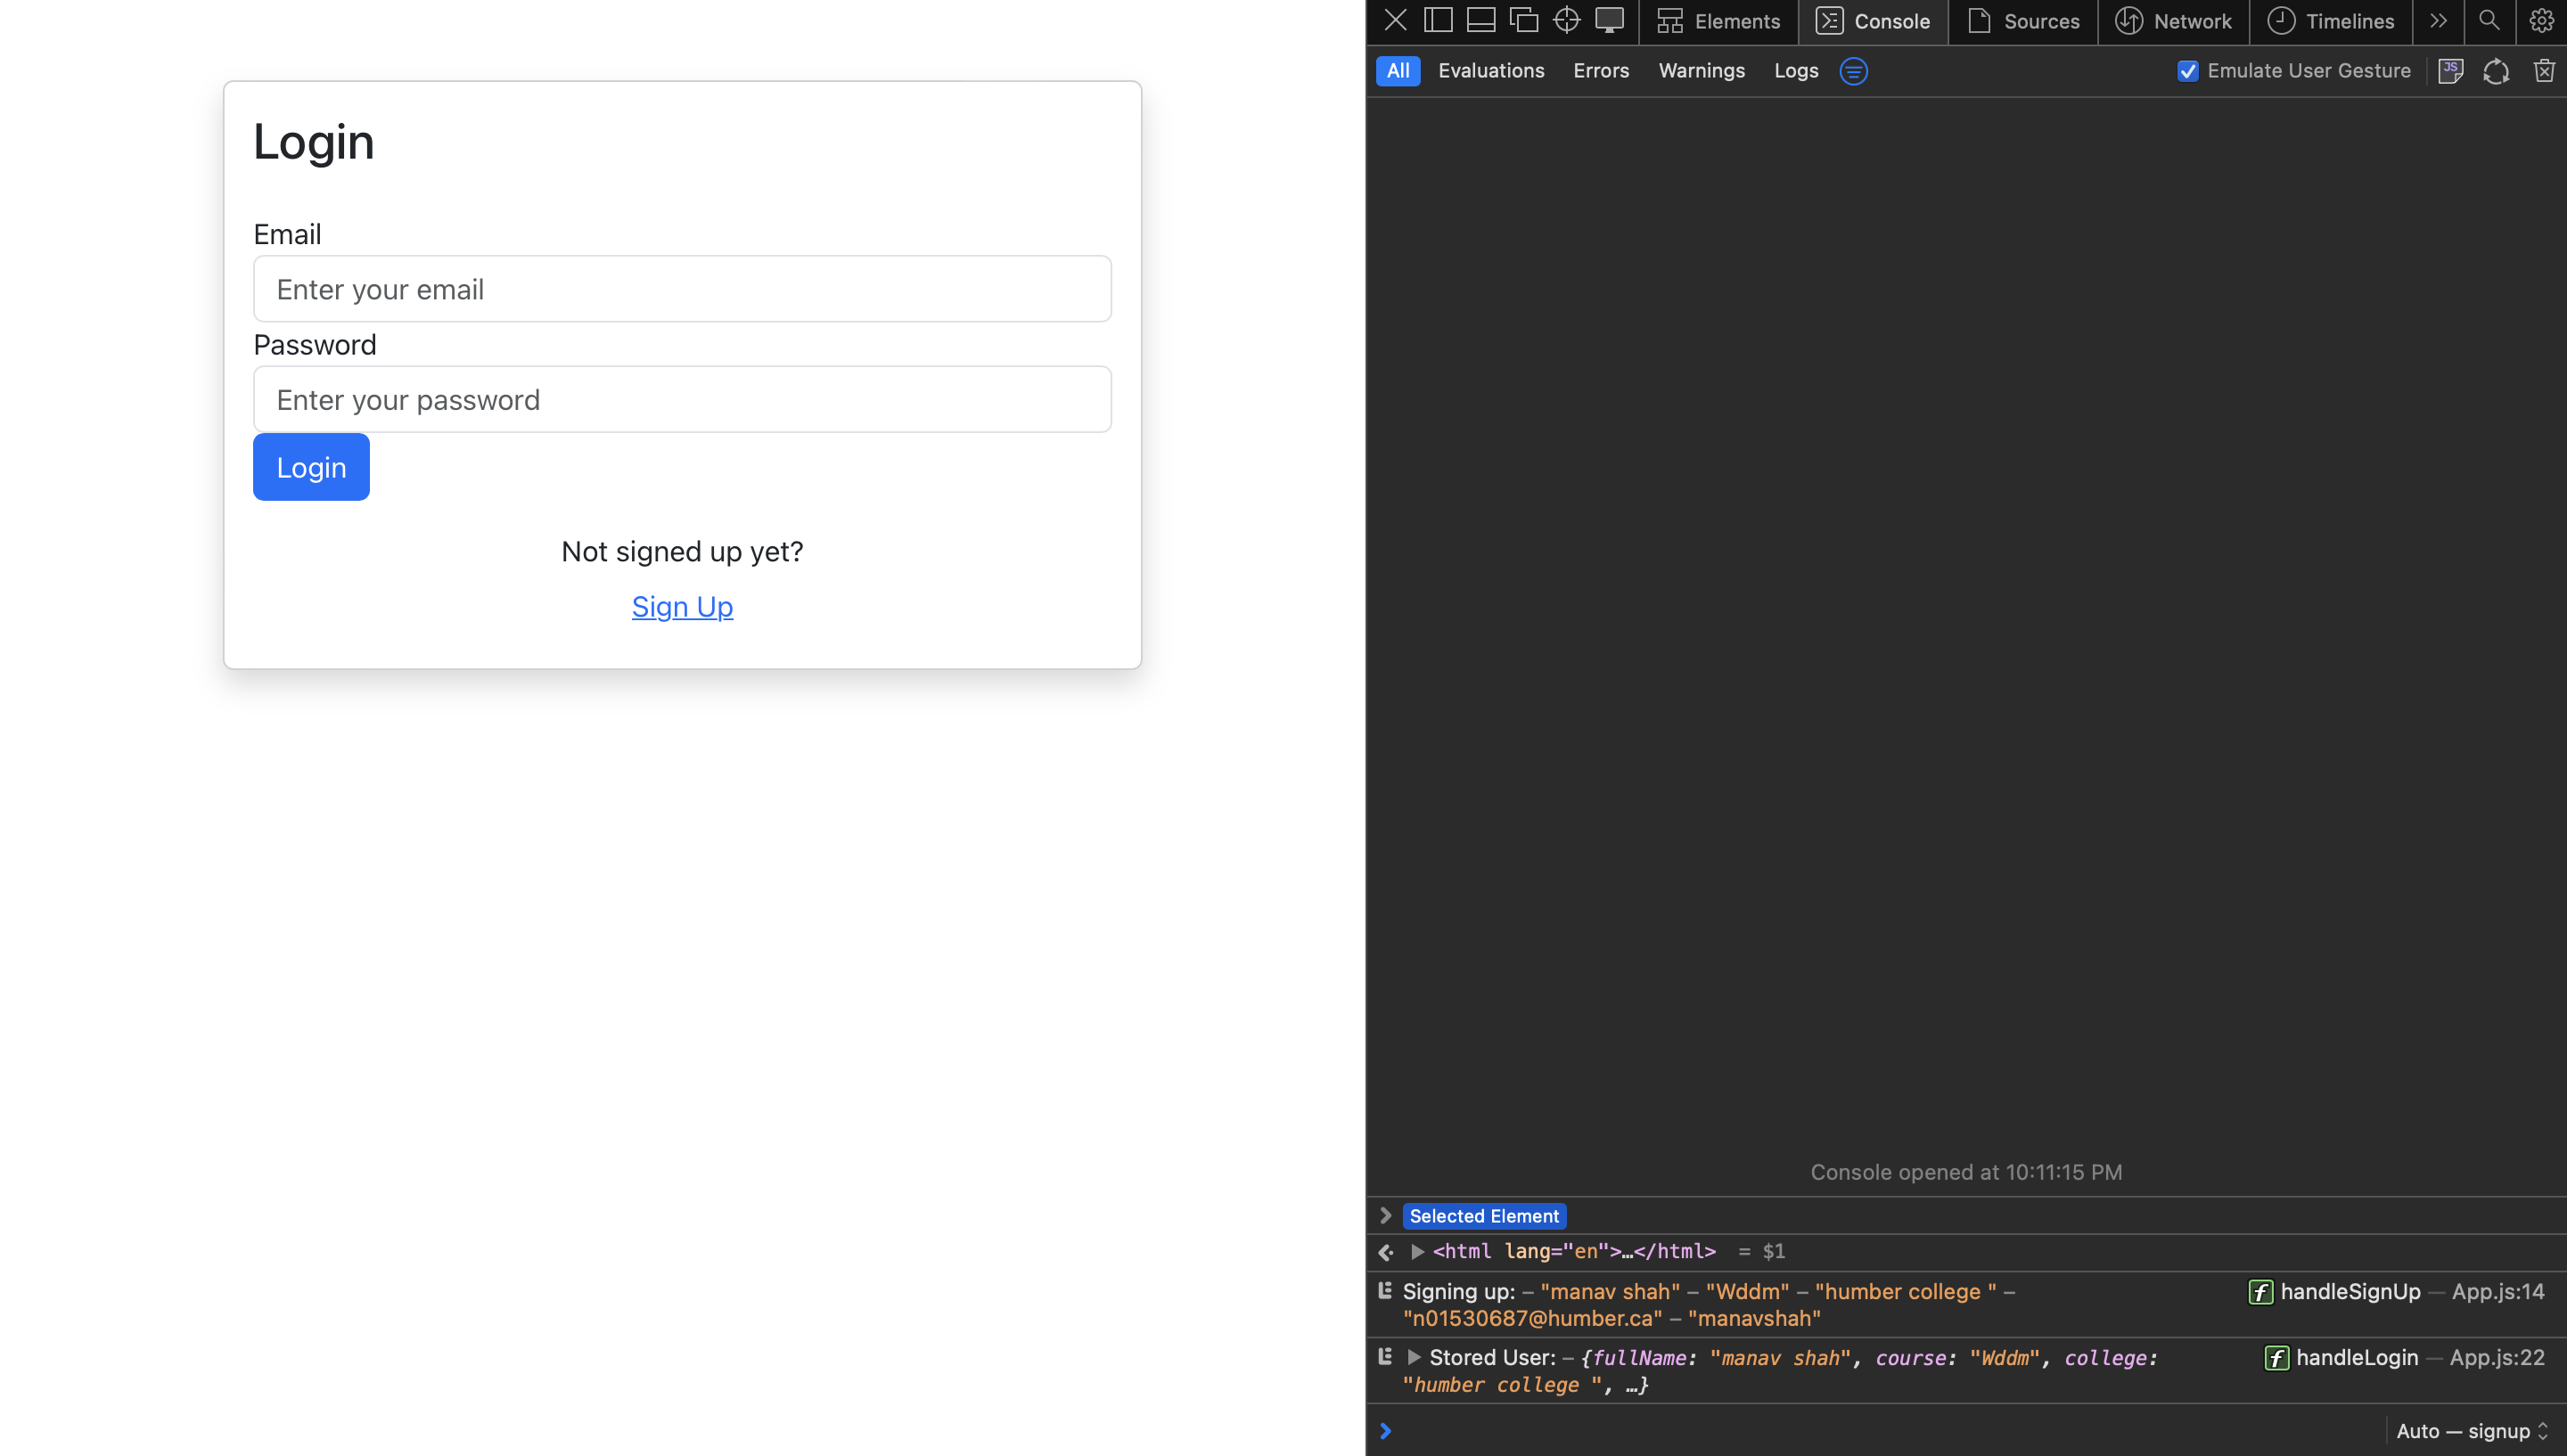 Login
Email
Enter your email
Password
Enter your password
Login
Not signed up yet?
Sign Up
Elements Console Sources Network Timelines
All Evaluations Errors Warnings Logs Emulate User Gesture JS
Console opened at 10:11:15 PM
Selected Element
<html lang="en">…</html> = $1
Signing up: – "manav shah" – "Wddm" – "humber college " – f handleSignUp — App.js:14
"n01530687@humber.ca" – "manavshah"
Stored User: – {fullName: "manav shah", course: "Wddm", college: f handleLogin — App.js:22
"humber college ", …}
Auto — signup